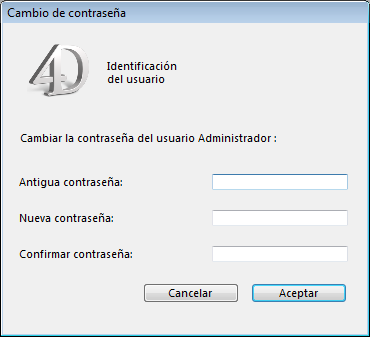 Cambio de contraseña
4D
Identificación
del usuario
Cambiar la contraseña del usuario Administrador :
Antigua contraseña:
Nueva contraseña:
Confirmar contraseña:
Cancelar
Aceptar